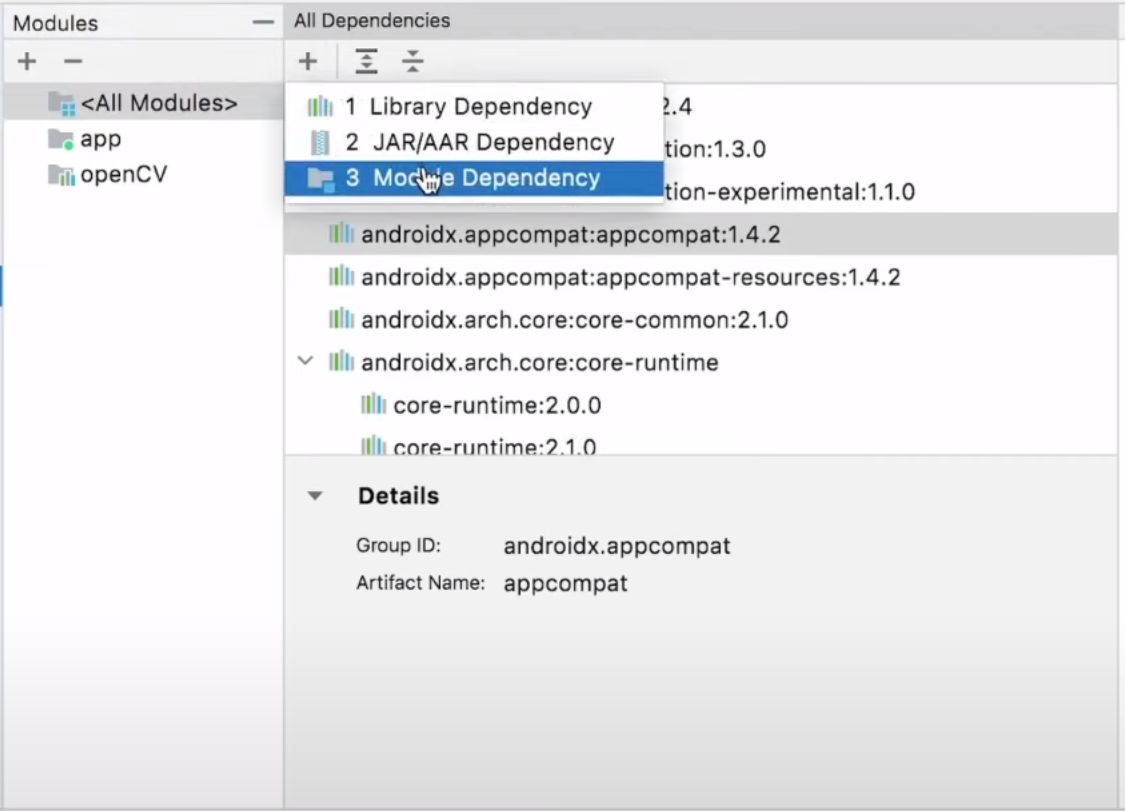 Modules
All Dependencies
<All Modules>
app
openCV
1 Library Dependency
2 JAR/AAR Dependency
3 Module Dependency
2.4
tion:1.3.0
tion-experimental:1.1.0
androidx.appcompat:appcompat:1.4.2
androidx.appcompat:appcompat-resources:1.4.2
androidx.arch.core:core-common:2.1.0
androidx.arch.core:core-runtime
core-runtime:2.0.0
core-runtime:2.1.0
Details
Group ID: androidx.appcompat
Artifact Name: appcompat